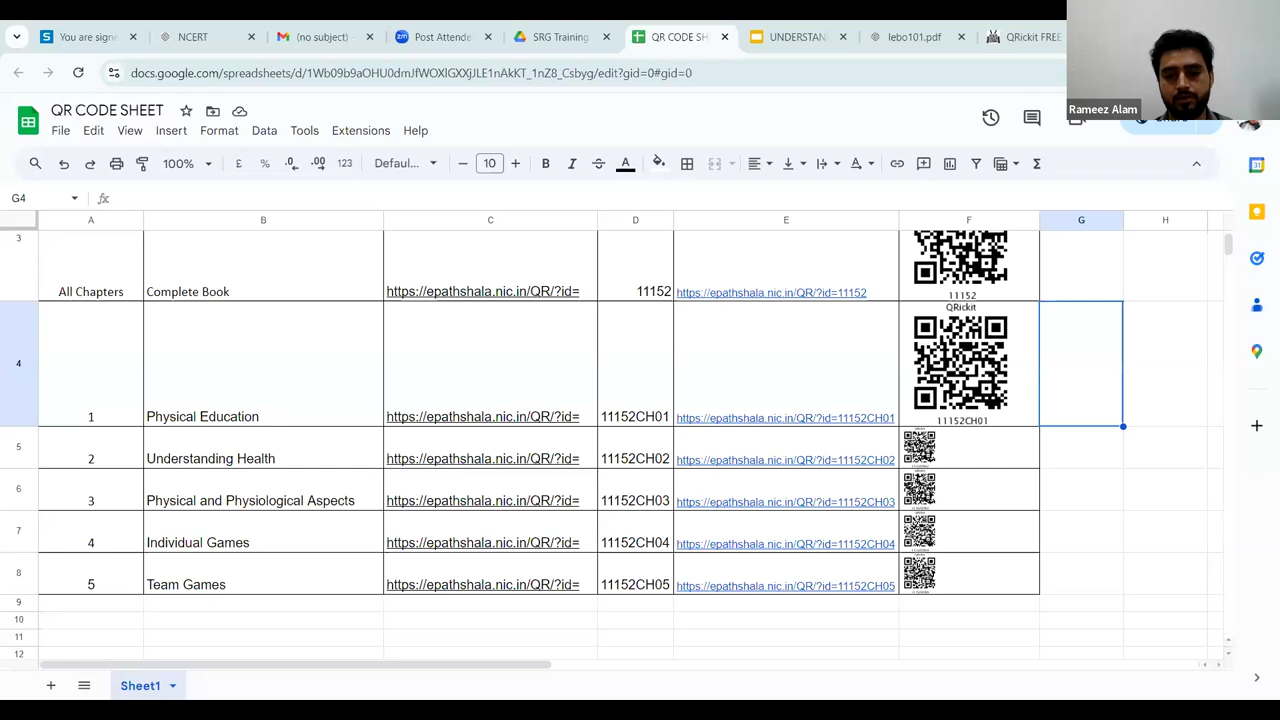 You are signe
NCERT
(no subject) -
Post Attende
SRG Training
QR CODE SH
UNDERSTAN
lebo101.pdf
QRickit FREE
docs.google.com/spreadsheets/d/1Wb09b9aOHU0dmJfWOXlGXXjJLE1nAkKT_1nZ8_Csbyg/edit?gid=0#gid=0
Rameez Alam
QR CODE SHEET
File Edit View Insert Format Data Tools Extensions Help
Share
100% £ % .0 .00 123 Defaul... 10
G4
A B C D E F G H
3 All Chapters Complete Book https://epathshala.nic.in/QR/?id= 11152 https://epathshala.nic.in/QR/?id=11152 11152
QRickit
4 1 Physical Education https://epathshala.nic.in/QR/?id= 11152CH01 https://epathshala.nic.in/QR/?id=11152CH01 11152CH01
5 2 Understanding Health https://epathshala.nic.in/QR/?id= 11152CH02 https://epathshala.nic.in/QR/?id=11152CH02
6 3 Physical and Physiological Aspects https://epathshala.nic.in/QR/?id= 11152CH03 https://epathshala.nic.in/QR/?id=11152CH03
7 4 Individual Games https://epathshala.nic.in/QR/?id= 11152CH04 https://epathshala.nic.in/QR/?id=11152CH04
8 5 Team Games https://epathshala.nic.in/QR/?id= 11152CH05 https://epathshala.nic.in/QR/?id=11152CH05
9
10
11
12
Sheet1